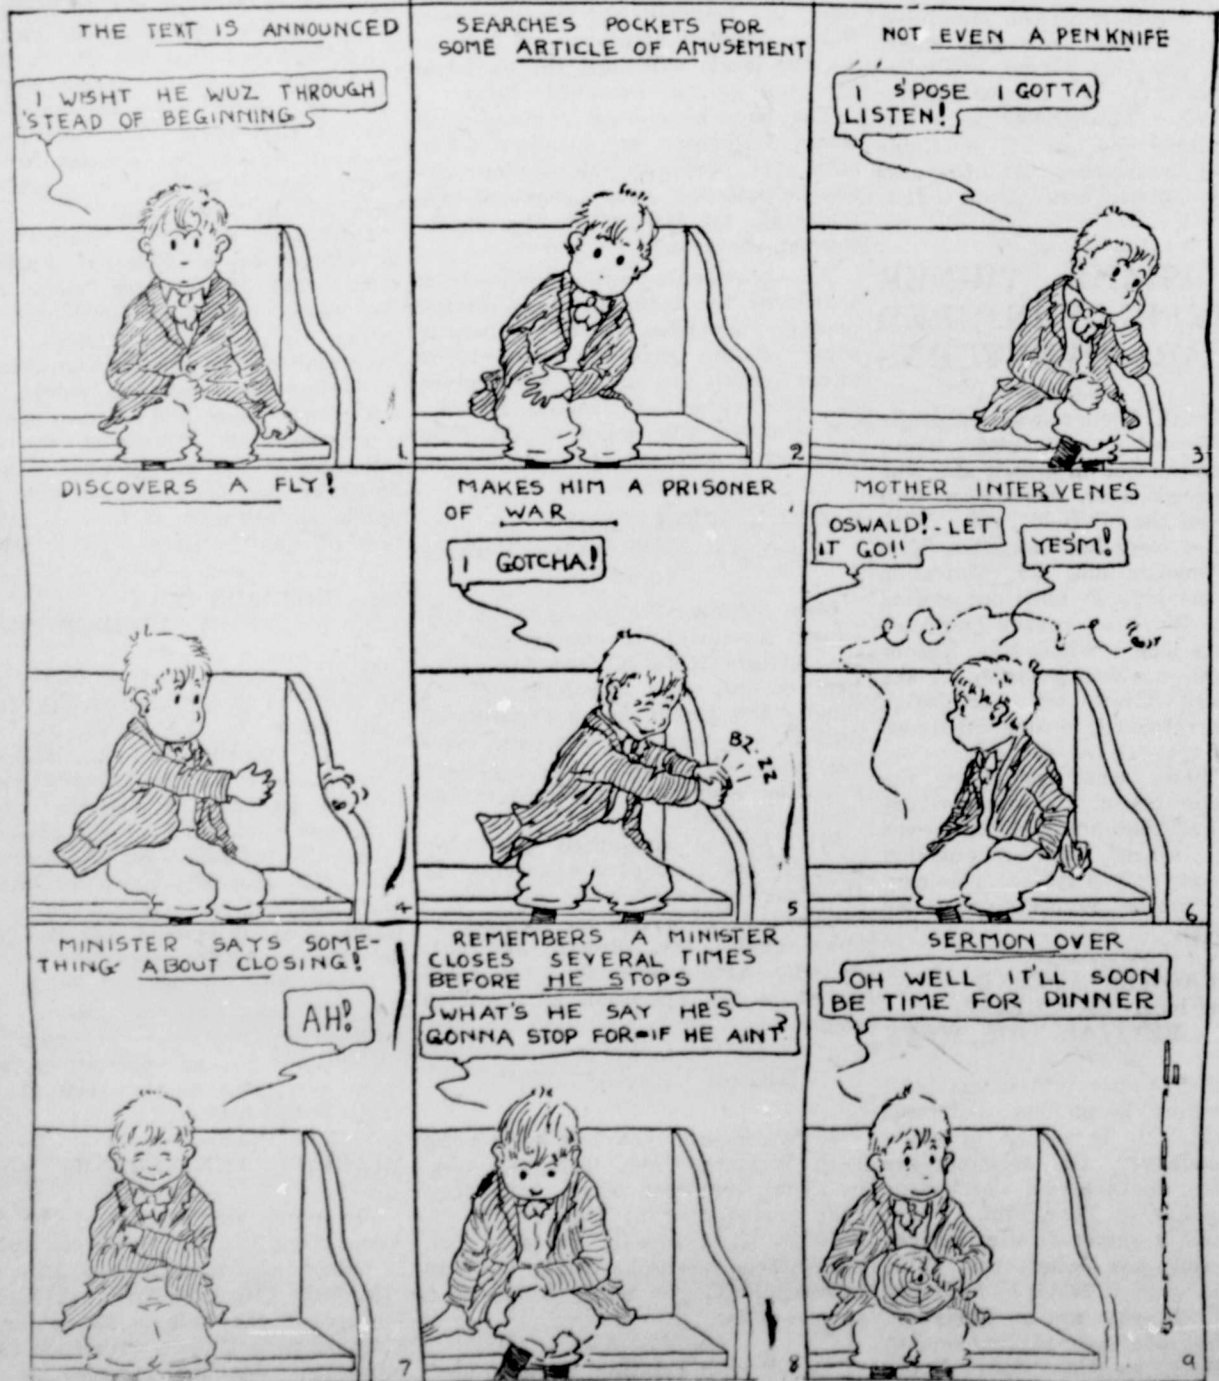 THE TEXT IS ANNOUNCED
I WISHT HE WUZ THROUGH
'STEAD OF BEGINNING
1
SEARCHES POCKETS FOR
SOME ARTICLE OF AMUSEMENT
2
NOT EVEN A PENKNIFE
I S'POSE I GOTTA
LISTEN!
3
DISCOVERS A FLY!
4
MAKES HIM A PRISONER
OF WAR
I GOTCHA!
BZ-ZZ
5
MOTHER INTERVENES
OSWALD!-LET
IT GO!!
YES'M!
6
MINISTER SAYS SOME-
THING ABOUT CLOSING!
AH!
7
REMEMBERS A MINISTER
CLOSES SEVERAL TIMES
BEFORE HE STOPS
WHAT'S HE SAY HE'S
GONNA STOP FOR=IF HE AINT?
8
SERMON OVER
OH WELL IT'LL SOON
BE TIME FOR DINNER
9